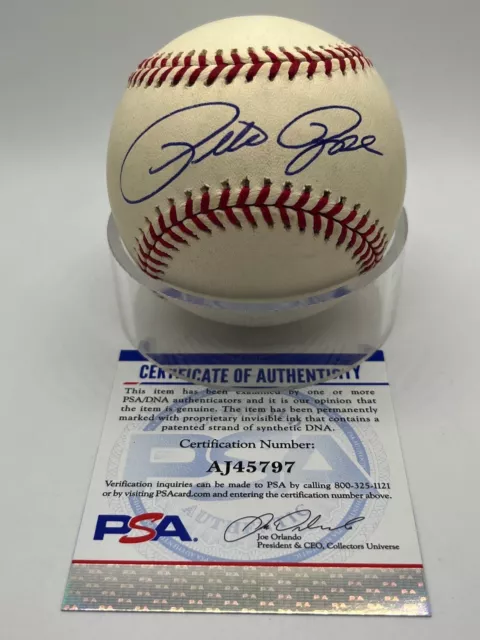 Pete Rose
CERTIFICATE OF AUTHENTICITY
This item has been examined by one or more
PSA/DNA authenticators and it is our opinion that
the item is genuine. The item has been permanently
marked with proprietary invisible ink that contains a
patented strand of synthetic DNA.
Certification Number:
AJ45797
Verification inquiries can be made to PSA by calling 800-325-1121
or by visiting PSAcard.com and entering the certification number above.
PSA.
Joe Orlando
Joe Orlando
President & CEO, Collectors Universe